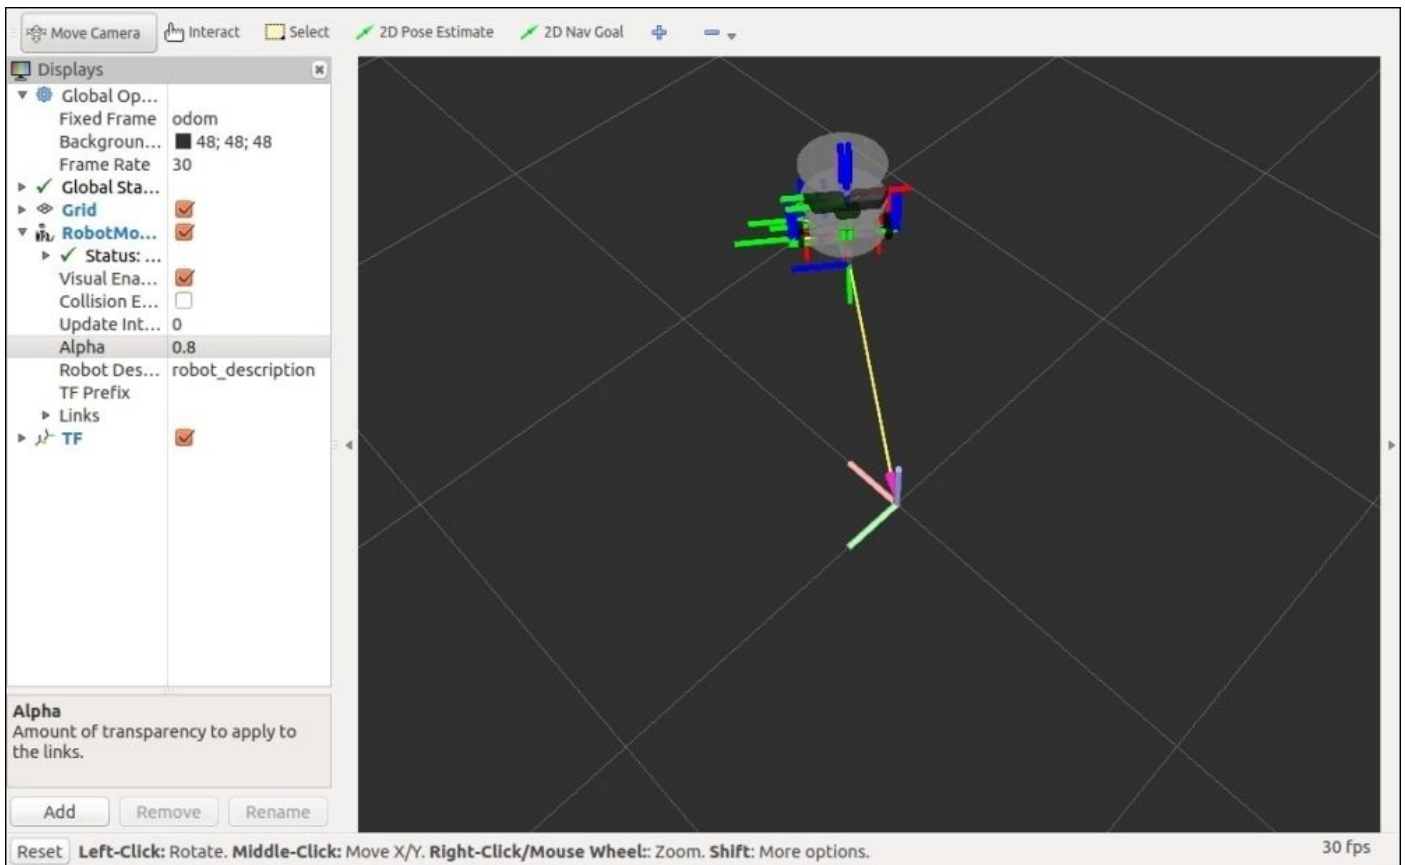 Move Camera Interact Select 2D Pose Estimate 2D Nav Goal
Displays
Global Op...
Fixed Frame odom
Backgroun... 48; 48; 48
Frame Rate 30
Global Sta...
Grid
RobotMo...
Status: ...
Visual Ena...
Collision E...
Update Int... 0
Alpha 0.8
Robot Des... robot_description
TF Prefix
Links
TF
Alpha
Amount of transparency to apply to
the links.
Add Remove Rename
Reset Left-Click: Rotate. Middle-Click: Move X/Y. Right-Click/Mouse Wheel:: Zoom. Shift: More options. 30 fps